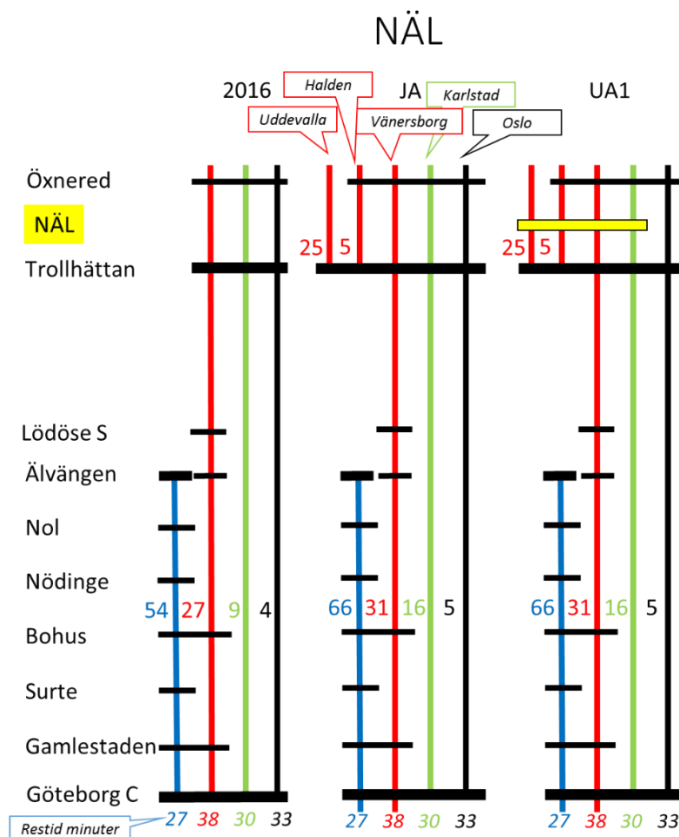 NÄL
2016
Halden
JA
Karlstad
UA1
Uddevalla
Vänersborg
Oslo
Öxnered
NÄL
25 5
25 5
Trollhättan
Lödöse S
Älvängen
Nol
Nödinge
54 27 9 4
66 31 16 5
66 31 16 5
Bohus
Surte
Gamlestaden
Göteborg C
Restid minuter
27 38 30 33
27 38 30 33
27 38 30 33